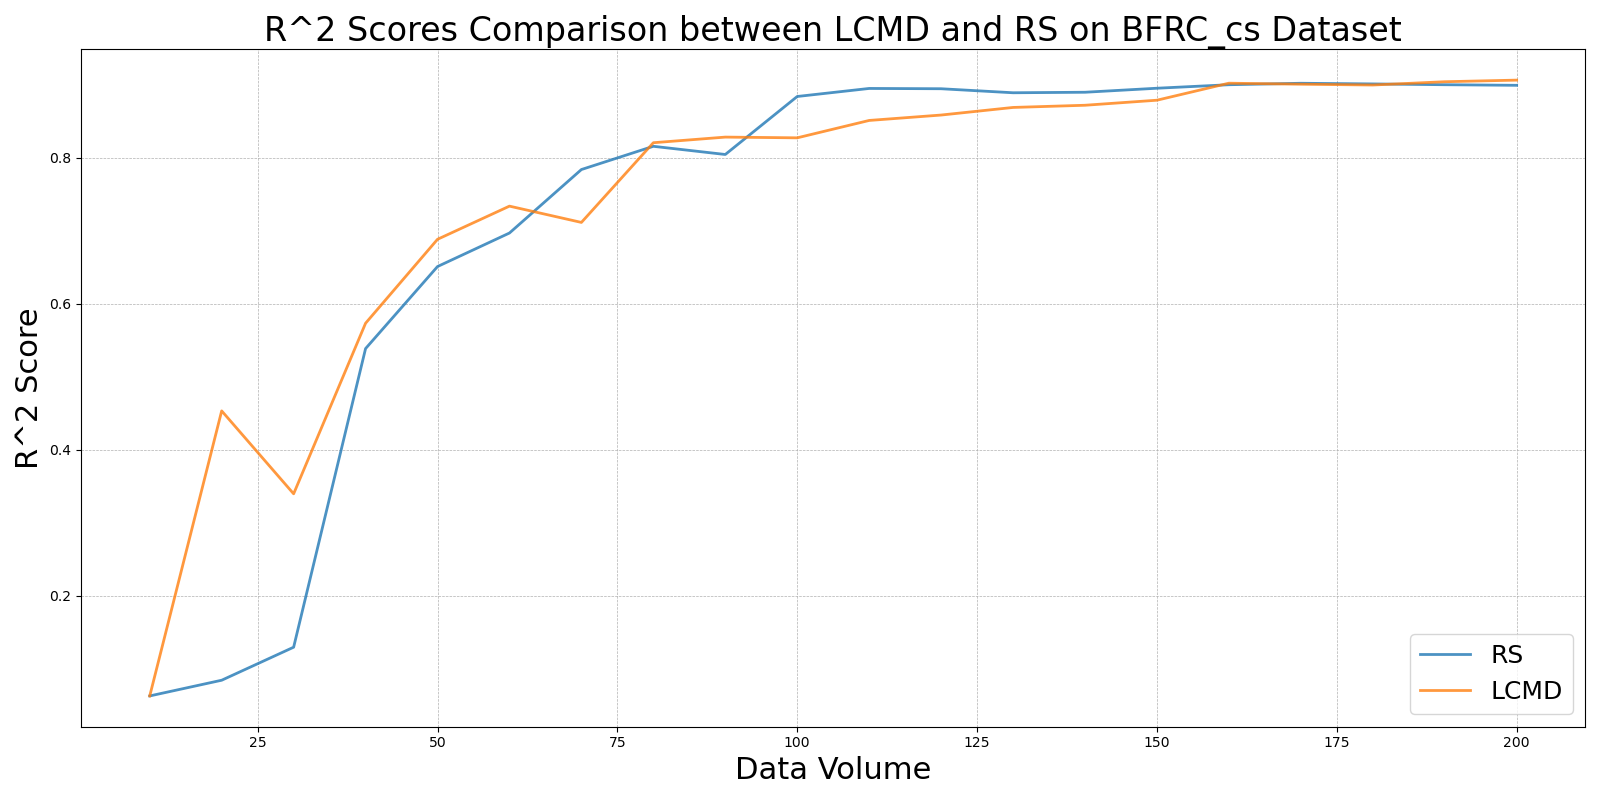 R^2 Scores Comparison between LCMD and RS on BFRC_cs Dataset
R^2 Score
0.8
0.6
0.4
0.2
25 50 75 100 125 150 175 200
Data Volume
RS
LCMD